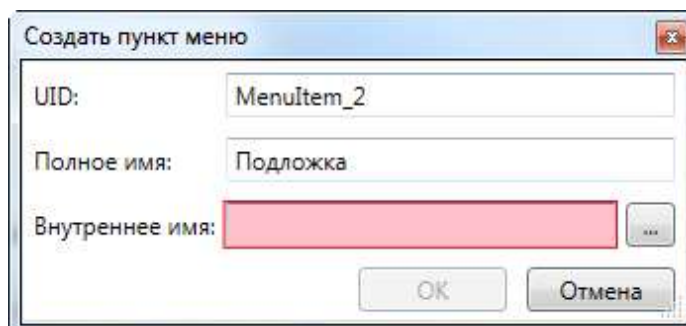 Создать пункт меню
UID: MenuItem_2
Полное имя: Подложка
Внутреннее имя: ...
OK Отмена